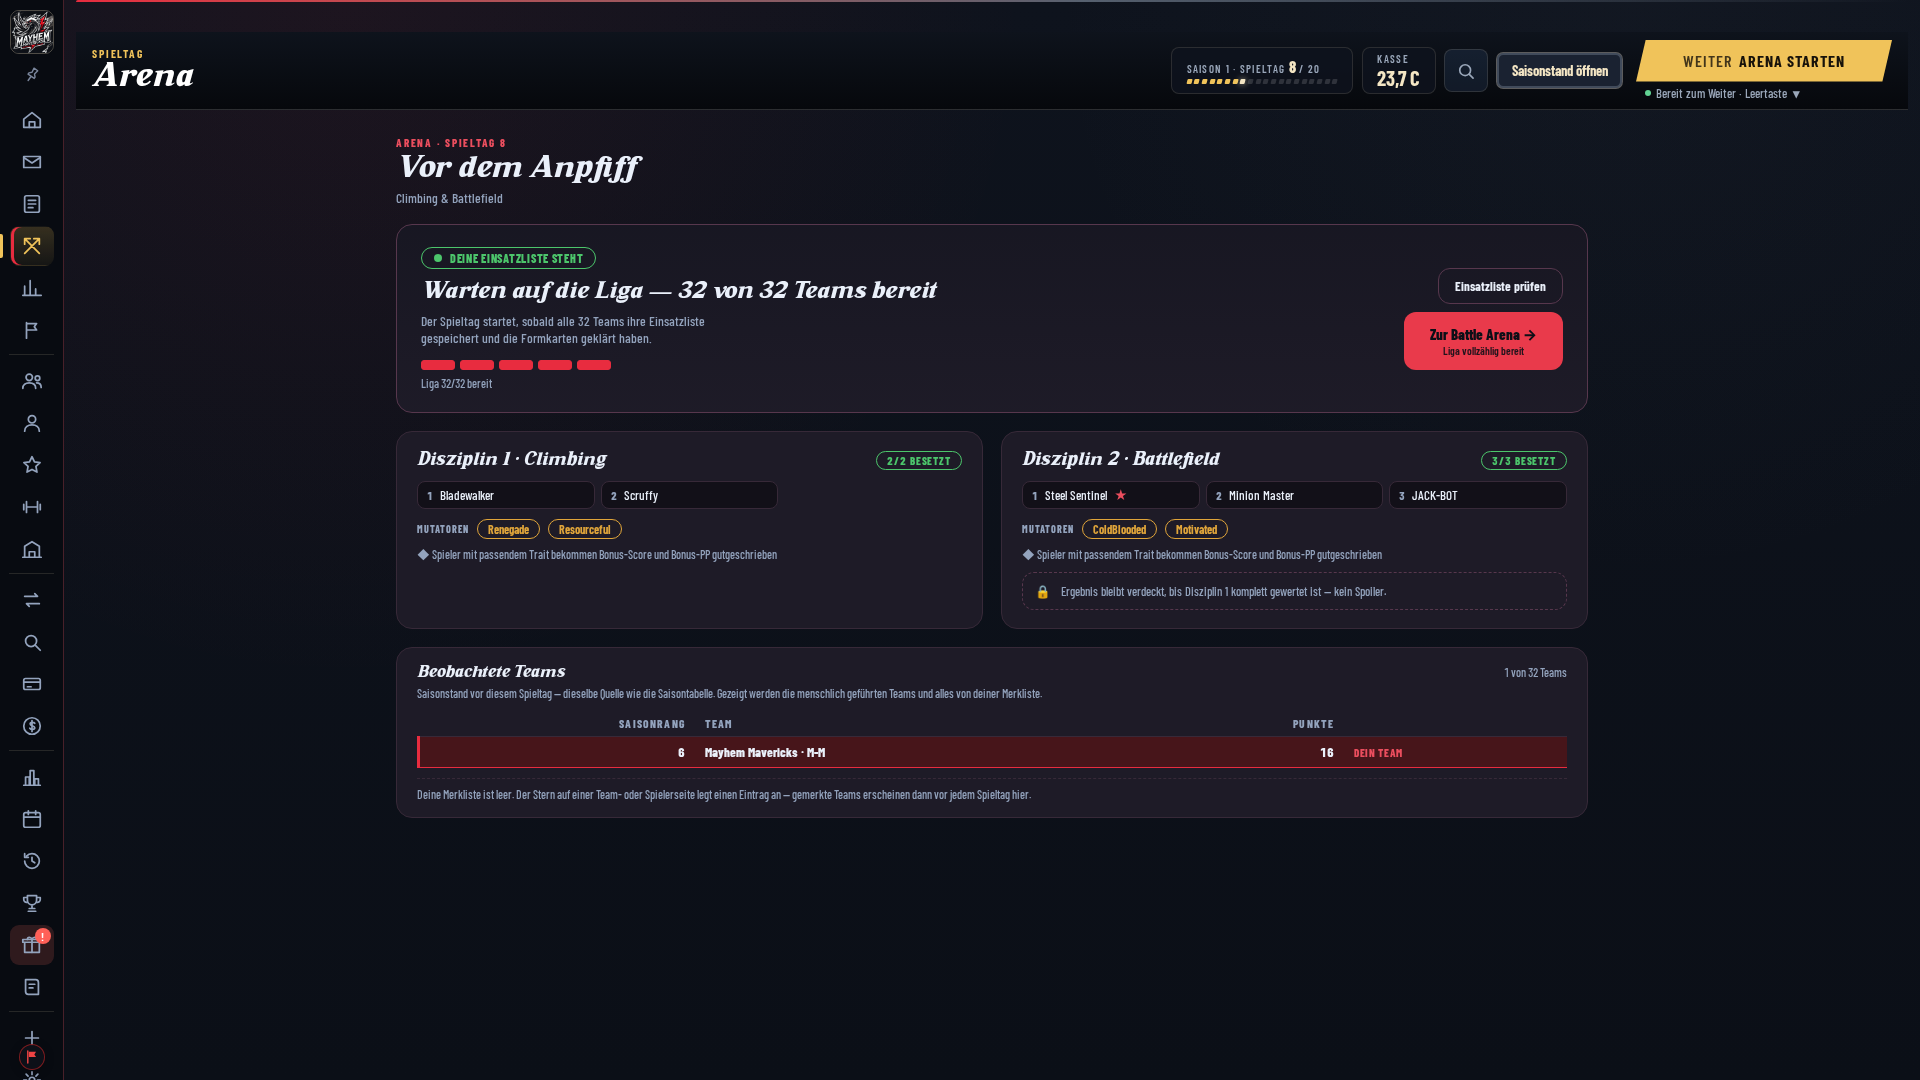 MAYHEM
SPIELTAG
Arena
SAISON 1 · SPIELTAG 8 / 20
KASSE
23,7 C
Saisonstand öffnen
WEITER ARENA STARTEN
Bereit zum Weiter · Leertaste ▼
ARENA · SPIELTAG 8
Vor dem Anpfiff
Climbing & Battlefield
DEINE EINSATZLISTE STEHT
Warten auf die Liga — 32 von 32 Teams bereit
Der Spieltag startet, sobald alle 32 Teams ihre Einsatzliste
gespeichert und die Formkarten geklärt haben.
Liga 32/32 bereit
Einsatzliste prüfen
Zur Battle Arena →
Liga vollzählig bereit
Disziplin 1 · Climbing
2/2 BESETZT
1 Bladewalker
2 Scruffy
MUTATOREN Renegade Resourceful
◆ Spieler mit passendem Trait bekommen Bonus-Score und Bonus-PP gutgeschrieben
Disziplin 2 · Battlefield
3/3 BESETZT
1 Steel Sentinel ★
2 Minion Master
3 JACK-BOT
MUTATOREN ColdBlooded Motivated
◆ Spieler mit passendem Trait bekommen Bonus-Score und Bonus-PP gutgeschrieben
🔒 Ergebnis bleibt verdeckt, bis Disziplin 1 komplett gewertet ist — kein Spoiler.
Beobachtete Teams
1 von 32 Teams
Saisonstand vor diesem Spieltag — dieselbe Quelle wie die Saisontabelle. Gezeigt werden die menschlich geführten Teams und alles von deiner Merkliste.
SAISONRANG TEAM PUNKTE
6 Mayhem Mavericks · M-M 16 DEIN TEAM
Deine Merkliste ist leer. Der Stern auf einer Team- oder Spielerseite legt einen Eintrag an — gemerkte Teams erscheinen dann vor jedem Spieltag hier.
!